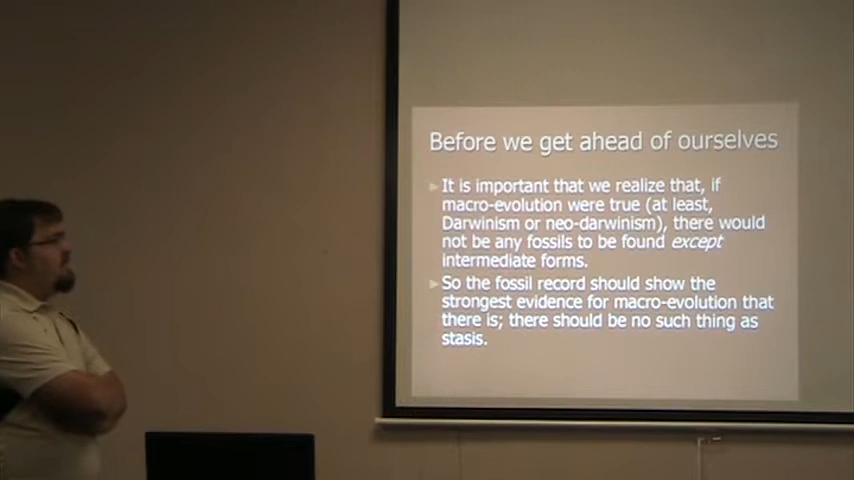 Before we get ahead of ourselves
It is important that we realize that, if
macro-evolution were true (at least,
Darwinism or neo-darwinism), there would
not be any fossils to be found except
intermediate forms.
So the fossil record should show the
strongest evidence for macro-evolution that
there is; there should be no such thing as
stasis.